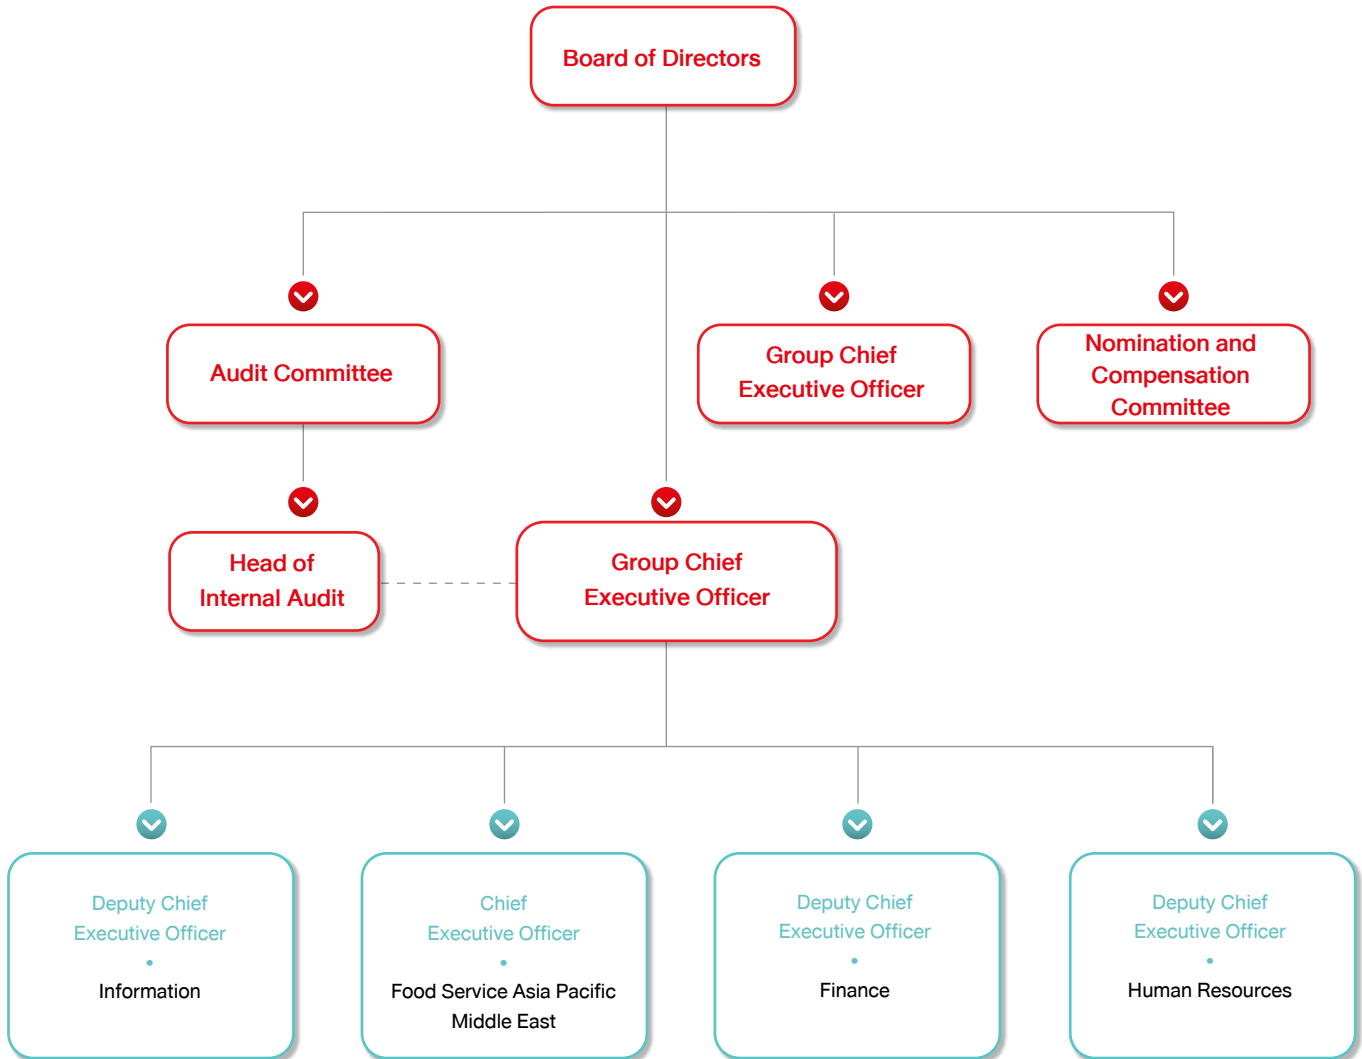 Board of Directors
Audit Committee
Group Chief
Executive Officer
Nomination and
Compensation
Committee
Head of
Internal Audit
Group Chief
Executive Officer
Deputy Chief
Executive Officer
•
Information
Chief
Executive Officer
•
Food Service Asia Pacific
Middle East
Deputy Chief
Executive Officer
•
Finance
Deputy Chief
Executive Officer
•
Human Resources